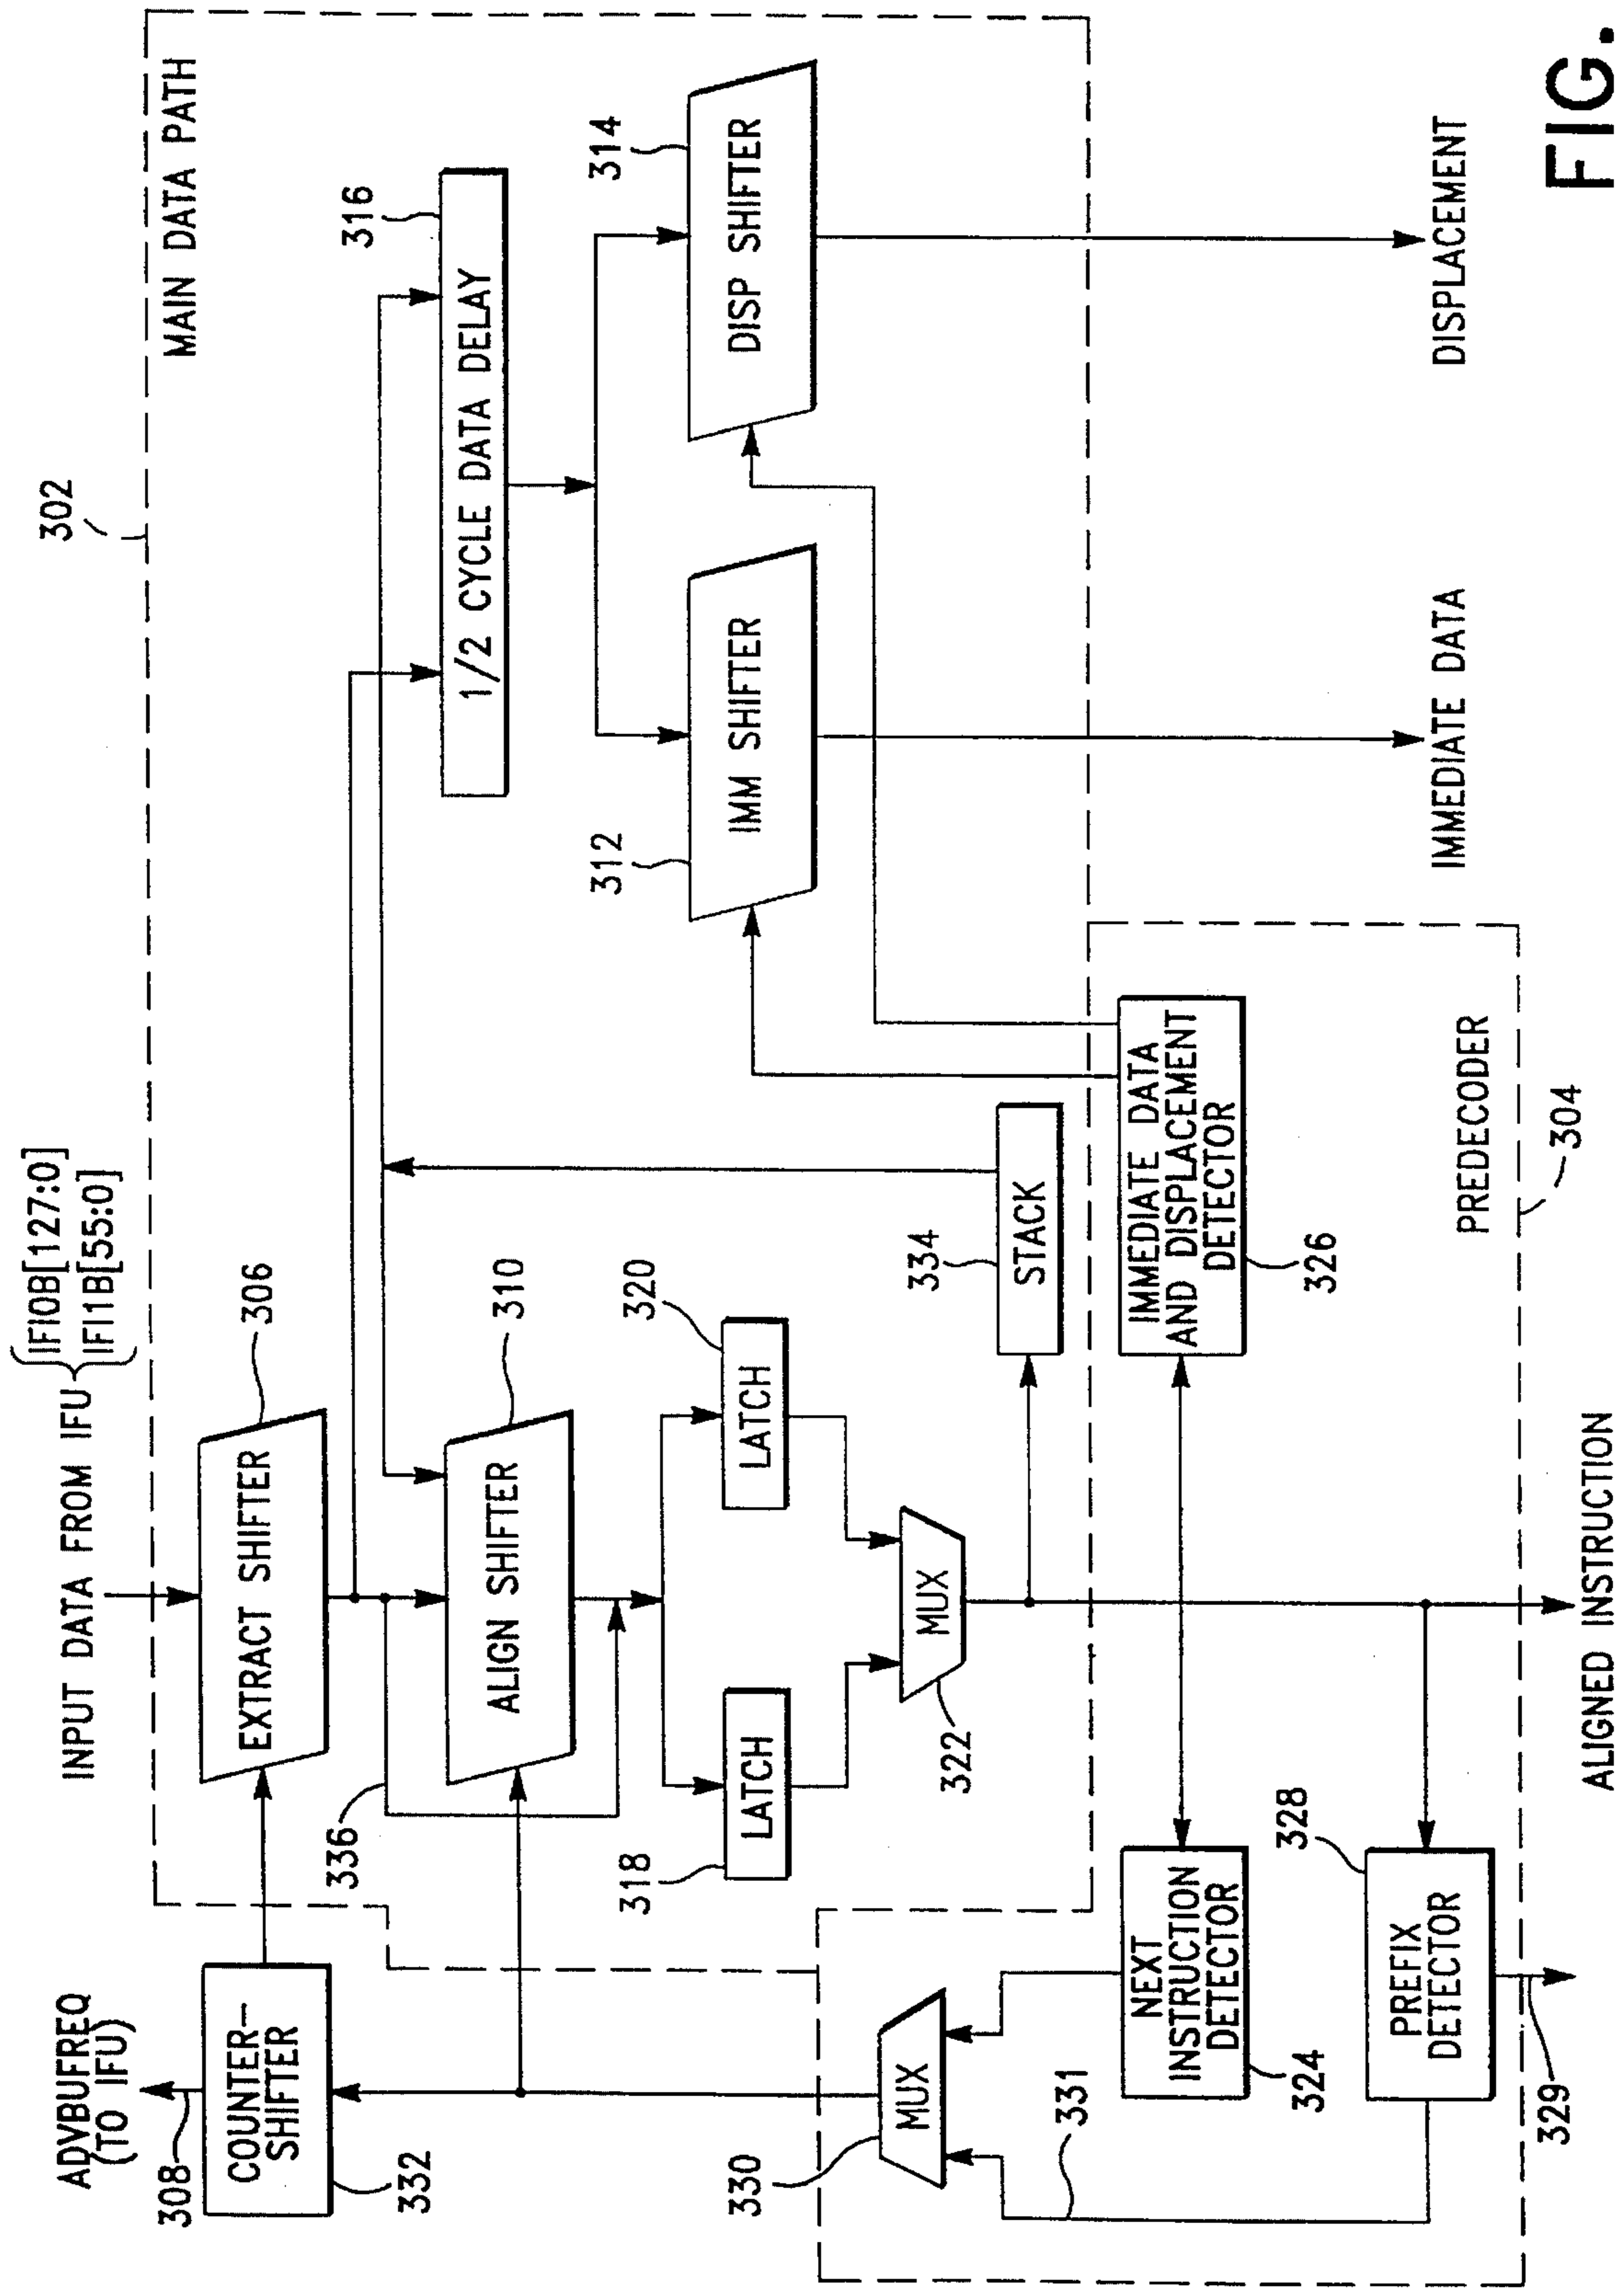 302
MAIN DATA PATH
INPUT DATA FROM IFU
IFI0B[127:0]
IFI1B[55:0]
ADVBUFREQ
(TO IFU)
308
COUNTER-
SHIFTER
332
EXTRACT SHIFTER
306
336
ALIGN SHIFTER
310
316
1/2 CYCLE DATA DELAY
318
LATCH
320
LATCH
312
IMM SHIFTER
314
DISP SHIFTER
330
MUX
322
MUX
334
STACK
331
NEXT
INSTRUCTION
DETECTOR
324
IMMEDIATE DATA
AND DISPLACEMENT
DETECTOR
326
328
PREFIX
DETECTOR
329
PREDECODER
304
ALIGNED INSTRUCTION
IMMEDIATE DATA
DISPLACEMENT
FIG.